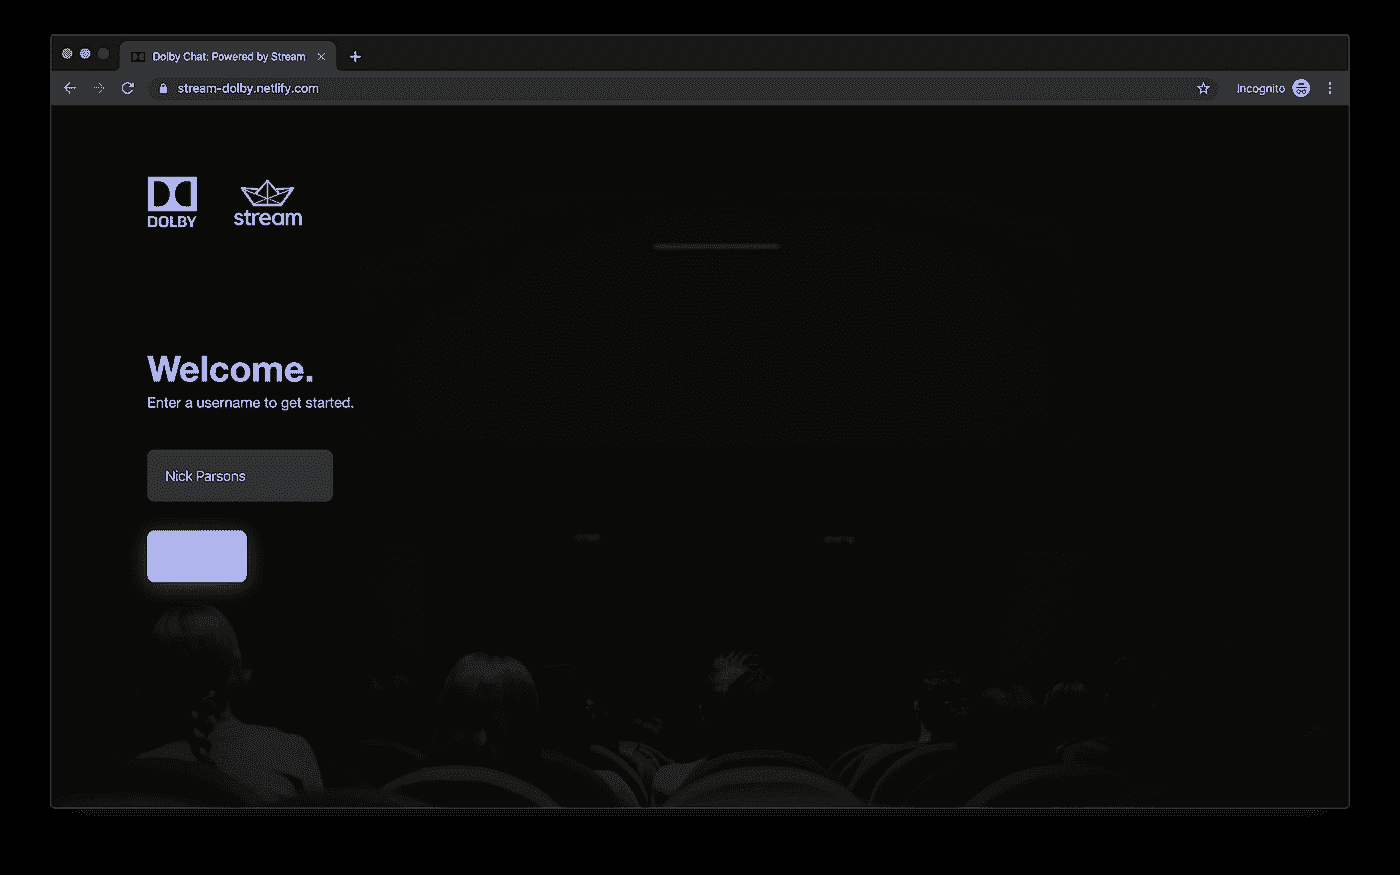 Dolby Chat: Powered by Stream
stream-dolby.netlify.com
Incognito
DOLBY
stream
Welcome.
Enter a username to get started.
Nick Parsons